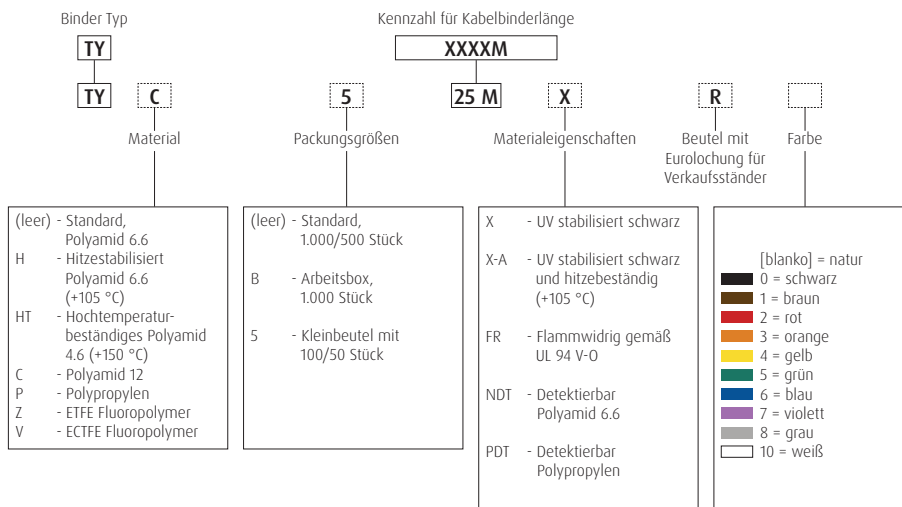 Binder Typ
Kennzahl für Kabelbinderlänge
TY
XXXXM
TY
C
5
25 M
X
R
Material
Packungsgrößen
Materialeigenschaften
Beutel mit
Eurolochung für
Verkaufsständer
Farbe
(leer) - Standard,
Polyamid 6.6
H - Hitzestabilisiert
Polyamid 6.6
(+105 °C)
HT - Hochtemperatur-
beständiges Polyamid
4.6 (+150 °C)
C - Polyamid 12
P - Polypropylen
Z - ETFE Fluoropolymer
V - ECTFE Fluoropolymer
(leer) - Standard,
1.000/500 Stück
B - Arbeitsbox,
1.000 Stück
5 - Kleinbeutel mit
100/50 Stück
X - UV stabilisiert schwarz
X-A - UV stabilisiert schwarz
und hitzebeständig
(+105 °C)
FR - Flammwidrig gemäß
UL 94 V-O
NDT - Detektierbar
Polyamid 6.6
PDT - Detektierbar
Polypropylen
[blanko] = natur
0 = schwarz
1 = braun
2 = rot
3 = orange
4 = gelb
5 = grün
6 = blau
7 = violett
8 = grau
10 = weiß